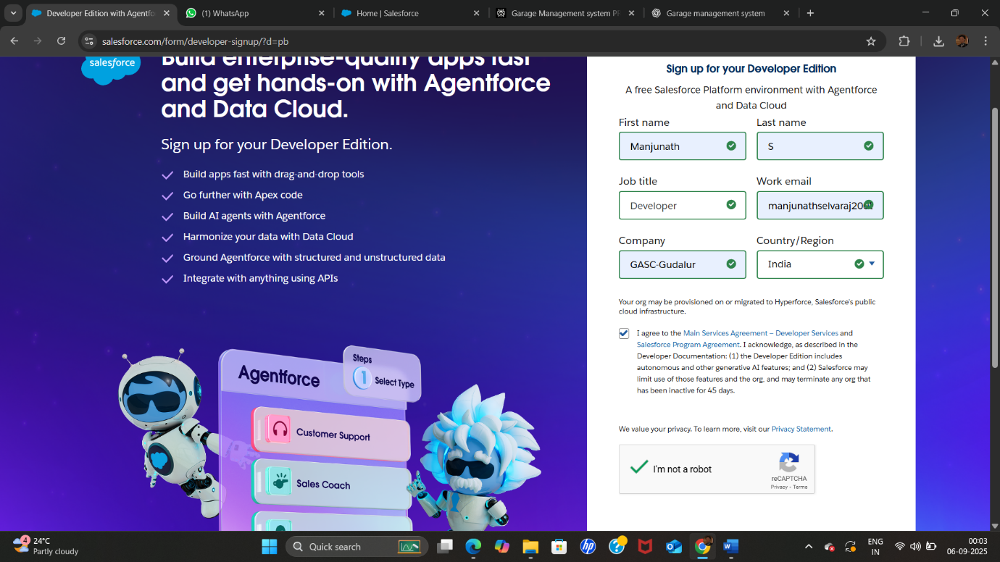 Developer Edition with Agentfo
(1) WhatsApp
Home | Salesforce
Garage Management system PF
Garage management system
salesforce.com/form/developer-signup/?d=pb
salesforce
Build enterprise-quality apps fast
and get hands-on with Agentforce
and Data Cloud.
Sign up for your Developer Edition.
Build apps fast with drag-and-drop tools
Go further with Apex code
Build AI agents with Agentforce
Harmonize your data with Data Cloud
Ground Agentforce with structured and unstructured data
Integrate with anything using APIs
Agentforce
Steps
1 Select Type
Customer Support
Sales Coach
Sign up for your Developer Edition
A free Salesforce Platform environment with Agentforce
and Data Cloud
First name Last name
Manjunath S
Job title Work email
Developer manjunathselvaraj200
Company Country/Region
GASC-Gudalur India
Your org may be provisioned on or migrated to Hyperforce, Salesforce's public
cloud infrastructure.
I agree to the Main Services Agreement – Developer Services and
Salesforce Program Agreement. I acknowledge, as described in the
Developer Documentation: (1) the Developer Edition includes
autonomous and other generative AI features; and (2) Salesforce may
limit use of those features and the org, and may terminate any org that
has been inactive for 45 days.
We value your privacy. To learn more, visit our Privacy Statement.
I'm not a robot
reCAPTCHA
Privacy - Terms
4
24°C
Partly cloudy
Quick search
ENG
IN
00:03
06-09-2025